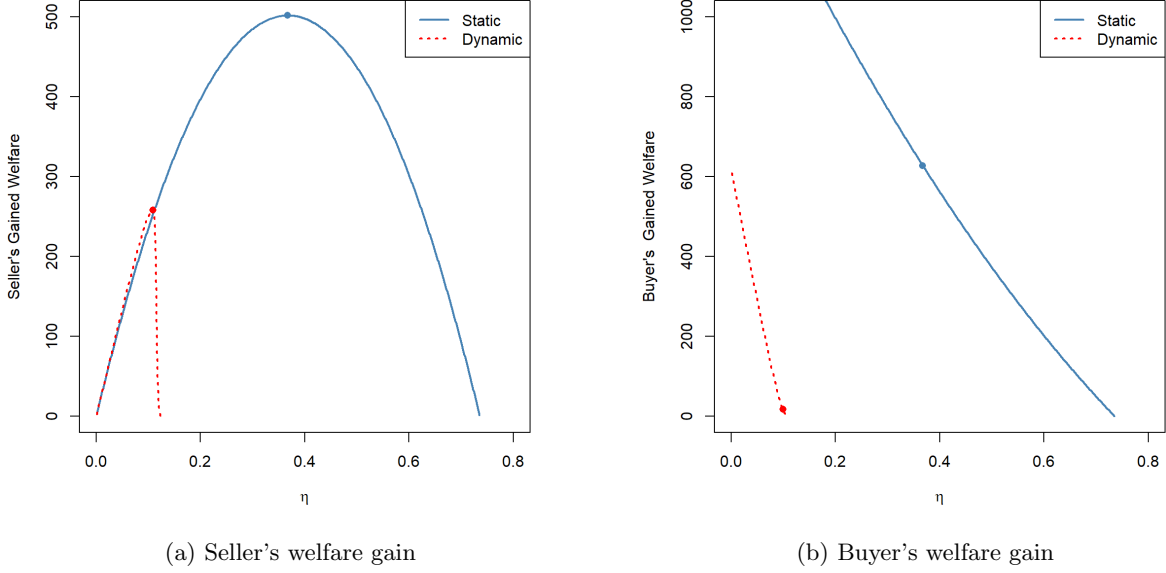 Seller's Gained Welfare
500
400
300
200
100
0
Static
Dynamic
0.0 0.2 0.4 0.6 0.8
η
(a) Seller's welfare gain
Buyer's Gained Welfare
1000
800
600
400
200
0
Static
Dynamic
0.0 0.2 0.4 0.6 0.8
η
(b) Buyer's welfare gain